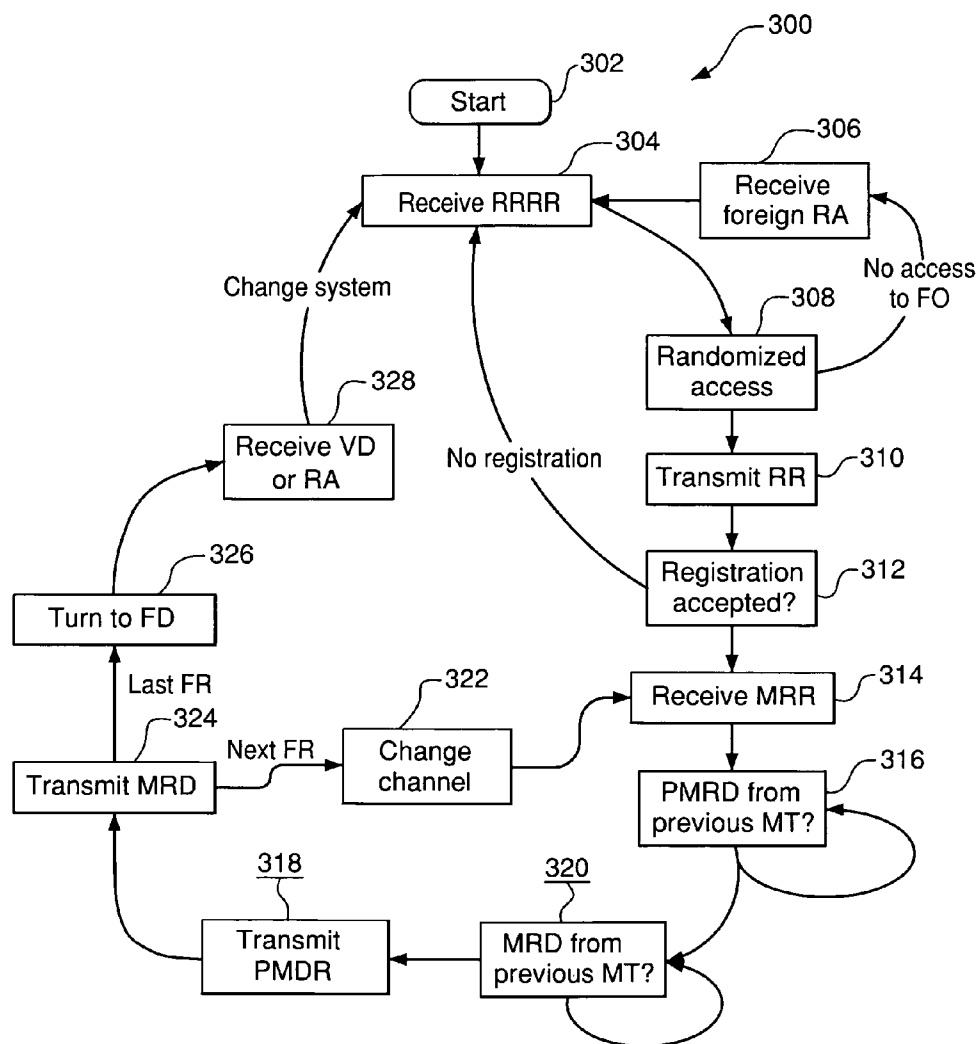 300
302
Start
304
306
Receive RRRR
Receive
foreign RA
Change system
No access
to FO
308
Randomized
access
328
Receive VD
or RA
No registration
310
Transmit RR
326
312
Registration
accepted?
Turn to FD
Last FR
322
314
Receive MRR
324
Next FR
Change
channel
316
Transmit MRD
PMRD from
previous MT?
318
320
Transmit
PMDR
MRD from
previous MT?